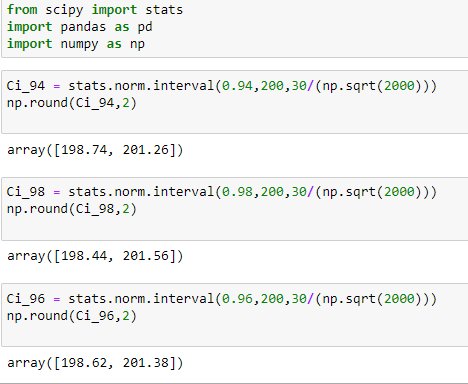 from scipy import stats
import pandas as pd
import numpy as np
Ci_94 = stats.norm.interval(0.94,200,30/(np.sqrt(2000)))
np.round(Ci_94,2)
array([198.74, 201.26])
Ci_98 = stats.norm.interval(0.98,200,30/(np.sqrt(2000)))
np.round(Ci_98,2)
array([198.44, 201.56])
Ci_96 = stats.norm.interval(0.96,200,30/(np.sqrt(2000)))
np.round(Ci_96,2)
array([198.62, 201.38])